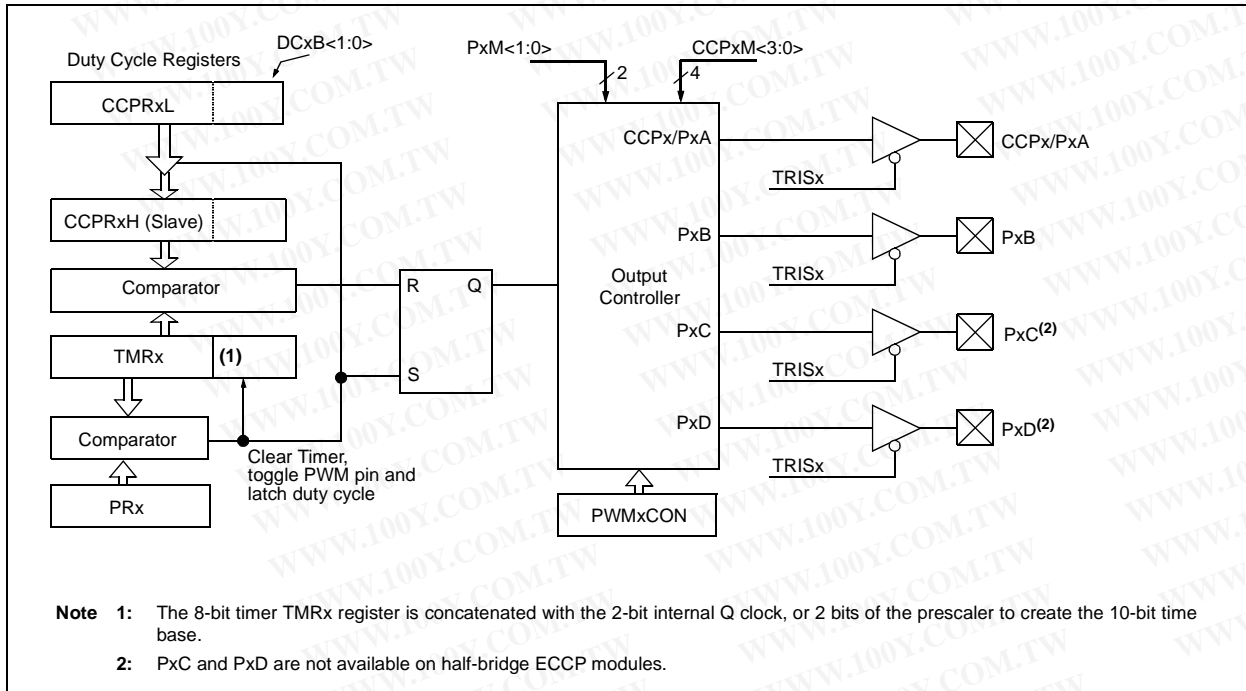 DCxB<1:0>
Duty Cycle Registers
CCPRxL
CCPRxH (Slave)
Comparator
TMRx
(1)
Comparator
PRx
Clear Timer,
toggle PWM pin and
latch duty cycle
R
Q
S
PxM<1:0>
2
CCPxM<3:0>
4
CCPx/PxA
PxB
Output
Controller
PxC
PxD
PWMxCON
TRISx
CCPx/PxA
TRISx
PxB
TRISx
PxC(2)
TRISx
PxD(2)
Note 1: The 8-bit timer TMRx register is concatenated with the 2-bit internal Q clock, or 2 bits of the prescaler to create the 10-bit time
base.
2: PxC and PxD are not available on half-bridge ECCP modules.
WWW.100Y.COM.TW